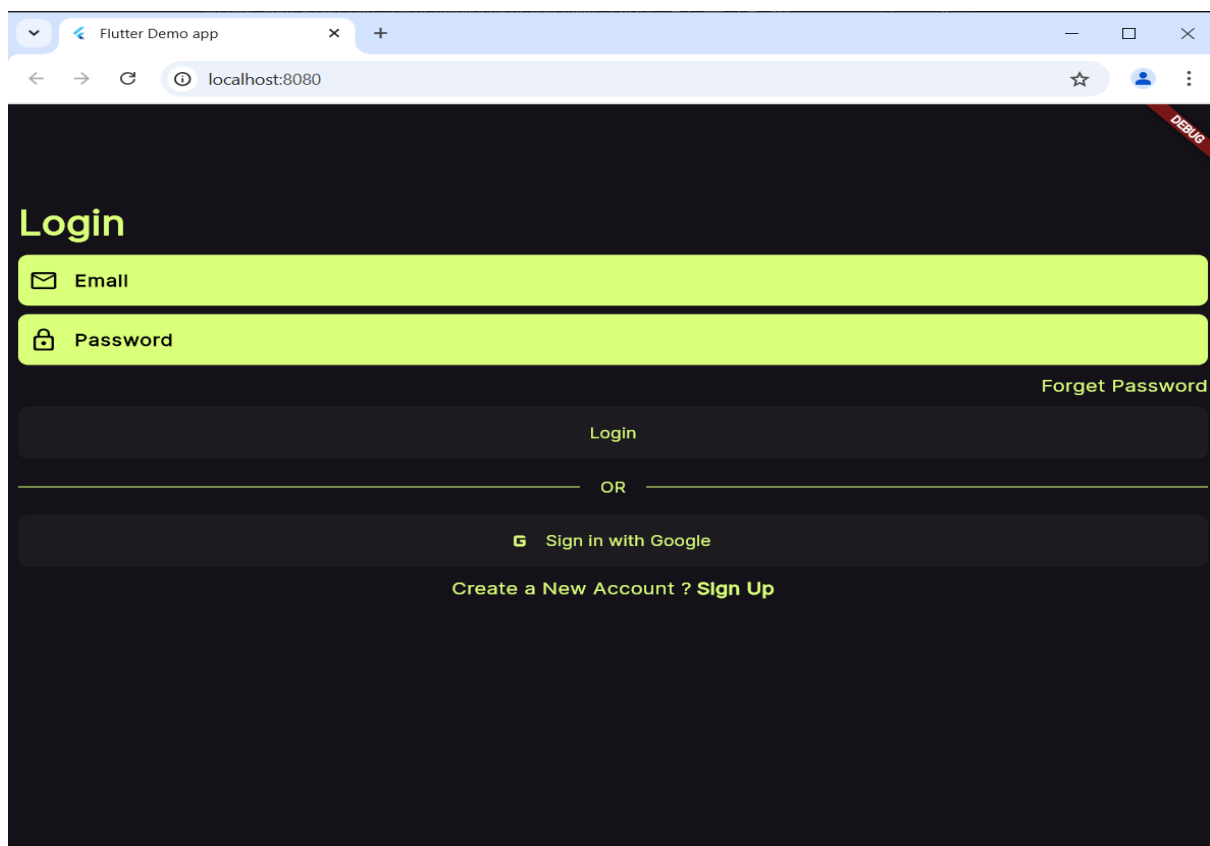 Flutter Demo app
localhost:8080
DEBUG
Login
Email
Password
Forget Password
Login
OR
G Sign in with Google
Create a New Account ? Sign Up